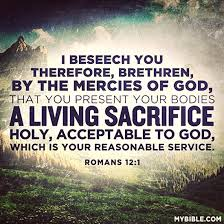 I BESEECH YOU
THEREFORE, BRETHREN,
BY THE MERCIES OF GOD,
THAT YOU PRESENT YOUR BODIES
A LIVING SACRIFICE
HOLY, ACCEPTABLE TO GOD,
WHICH IS YOUR REASONABLE SERVICE.
ROMANS 12:1
MYBIBLE.COM